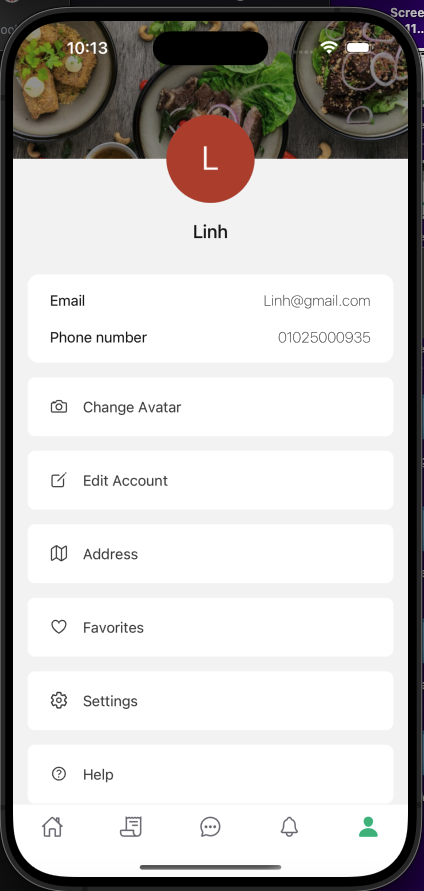 Scree
11...
10:13
L
Linh
Email Linh@gmail.com
Phone number 01025000935
Change Avatar
Edit Account
Address
Favorites
Settings
Help